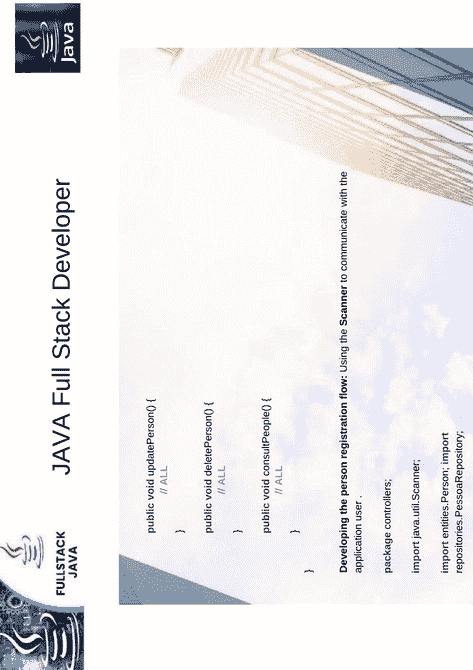 Java
JAVA Full Stack Developer
FULLSTACK
JAVA
public void updatePerson() {
// ALL
}
public void deletePerson() {
// ALL
}
public void consultPeople() {
// ALL
}
}
Developing the person registration flow: Using the Scanner to communicate with the
application user .
package controllers;
import java.util.Scanner;
import entities.Person; import
repositories.PessoaRepository;